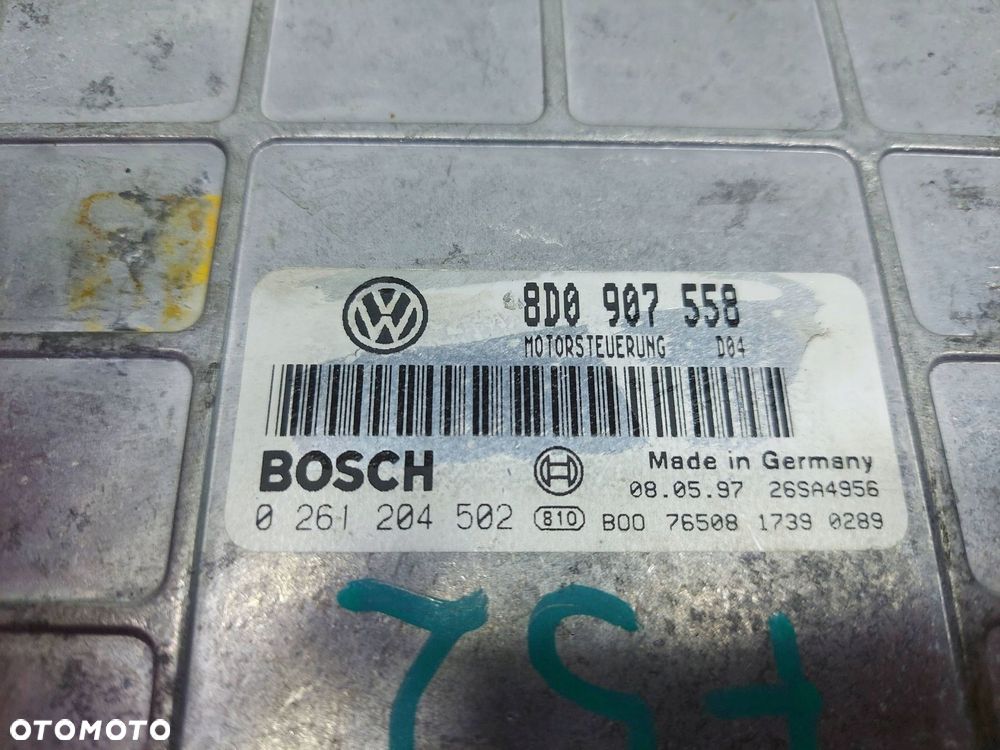 8D0 907 558
MOTORSTEUERUNG D04
BOSCH
Made in Germany
08.05.97 26SA4956
0 261 204 502 810 B00 76508 1739 0289
OTOMOTO